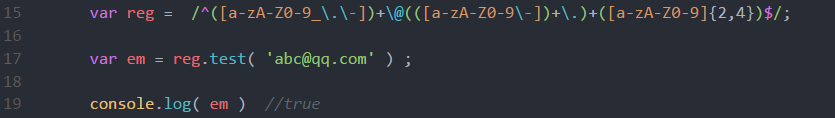 15 var reg = /^([a-zA-Z0-9_\.\-])+\@(([a-zA-Z0-9\-])+\.)+([a-zA-Z0-9]{2,4})$/;
16
17 var em = reg.test( 'abc@qq.com' ) ;
18
19 console.log( em ) //true